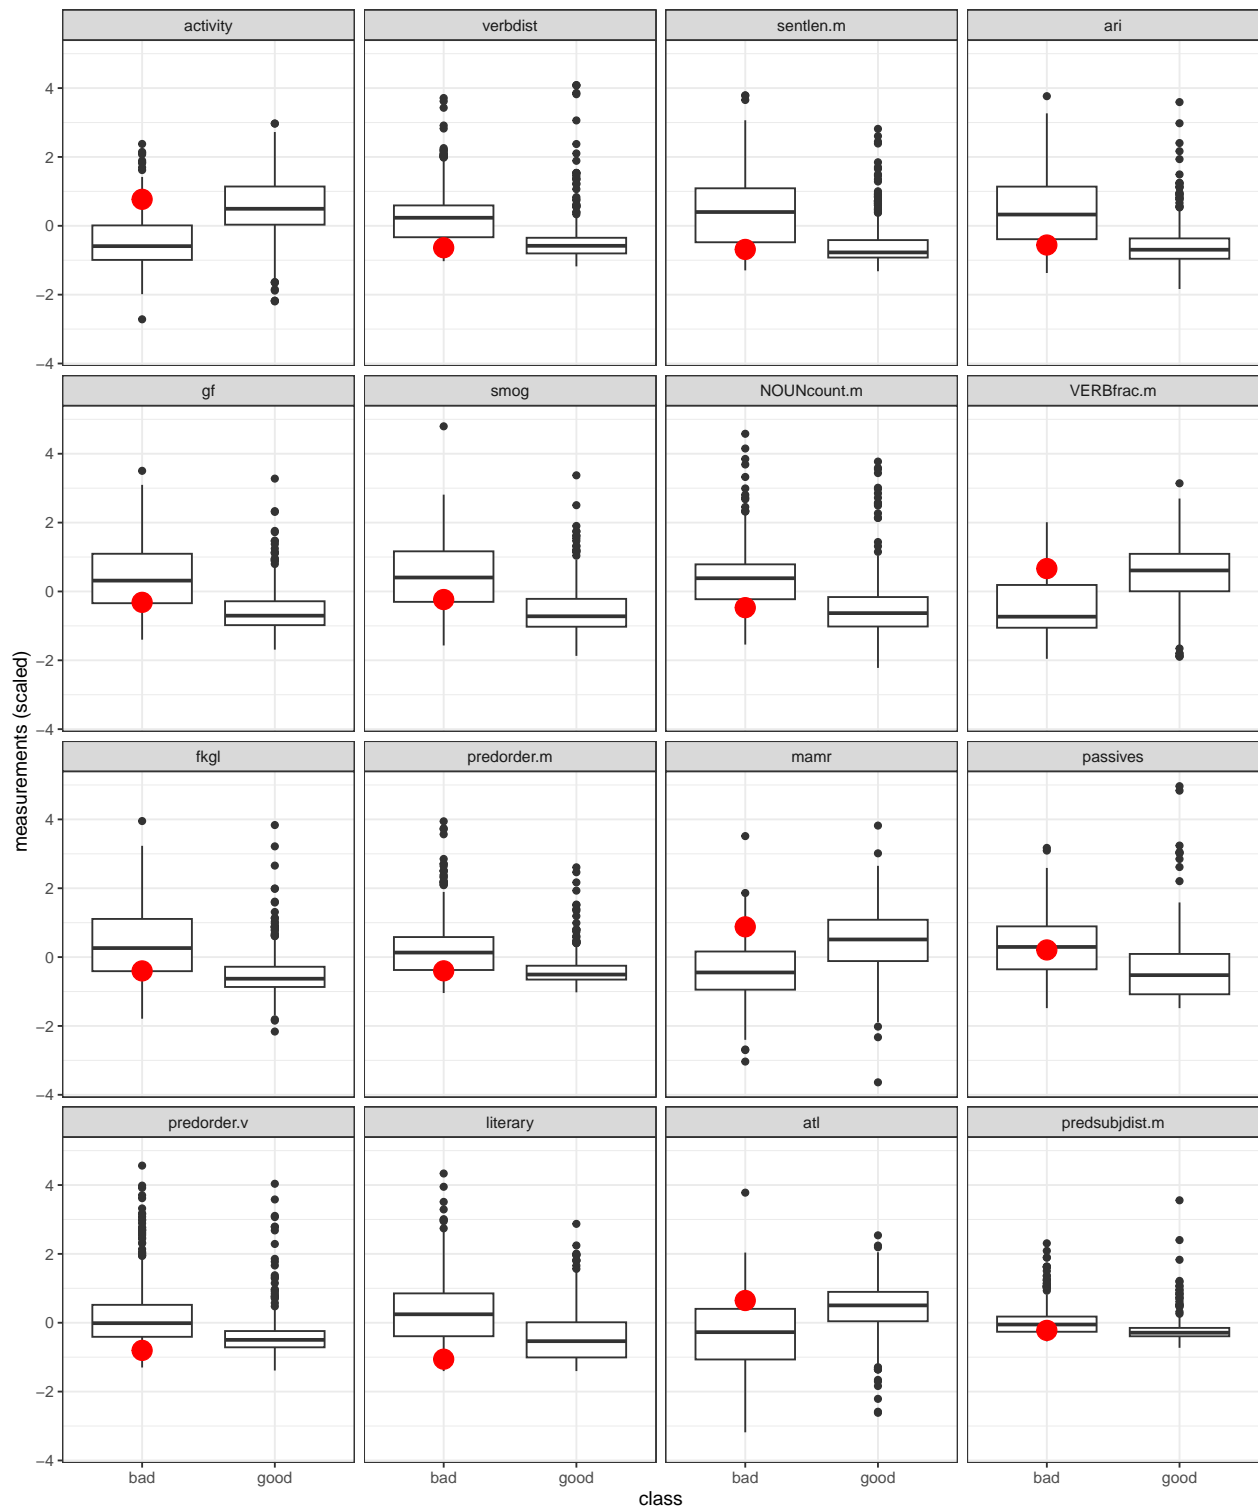 activity verbdist sentlen.m ari
4
2
0
−2
−4
gf smog NOUNcount.m VERBfrac.m
4
2
0
−2
−4
measurements (scaled)
fkgl predorder.m mamr passives
4
2
0
−2
−4
predorder.v literary atl predsubjdist.m
4
2
0
−2
−4
bad good bad good bad good bad good
class